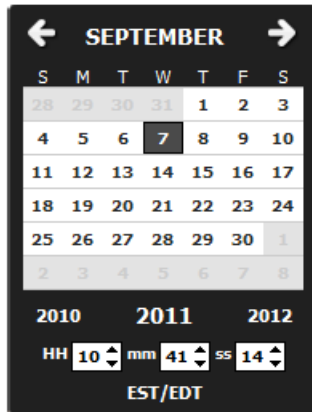 SEPTEMBER
S M T W T F S
28 29 30 31 1 2 3
4 5 6 7 8 9 10
11 12 13 14 15 16 17
18 19 20 21 22 23 24
25 26 27 28 29 30 1
2 3 4 5 6 7 8
2010 2011 2012
HH 10 mm 41 ss 14
EST/EDT